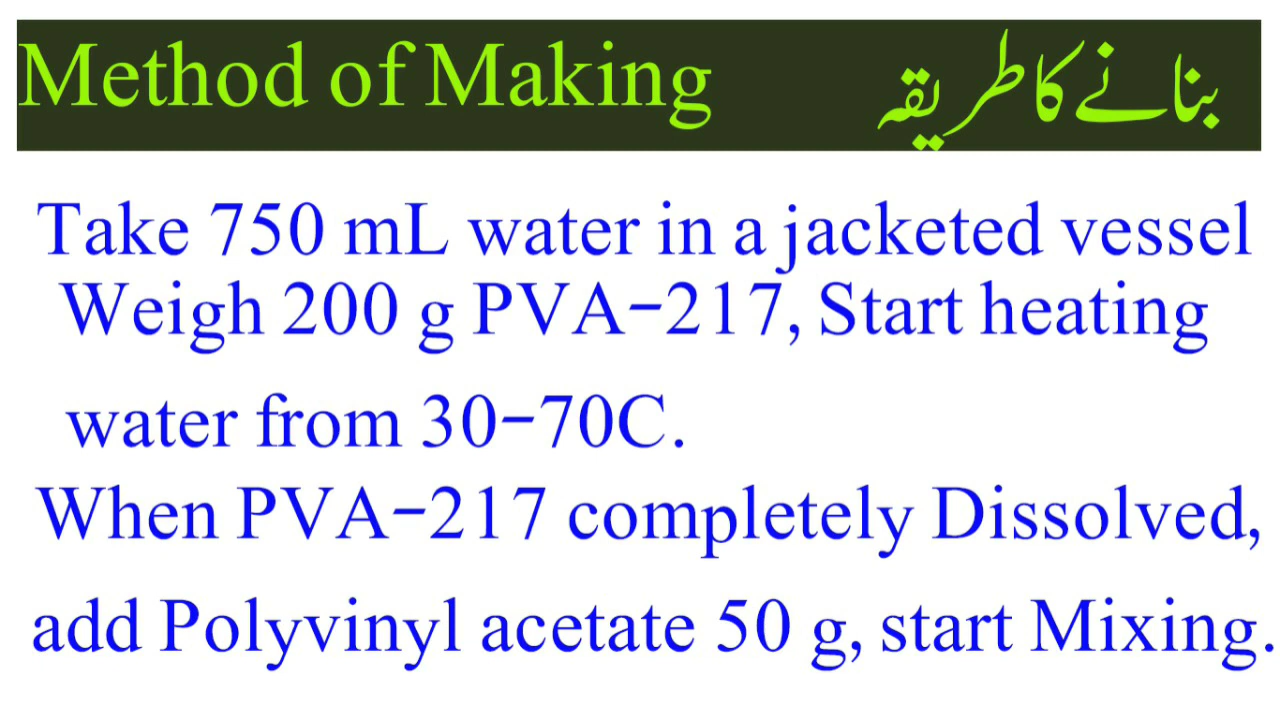 Method of Making بنانے کا طریقہ
Take 750 mL water in a jacketed vessel
Weigh 200 g PVA-217, Start heating
water from 30-70C.
When PVA-217 completely Dissolved,
add Polyvinyl acetate 50 g, start Mixing.